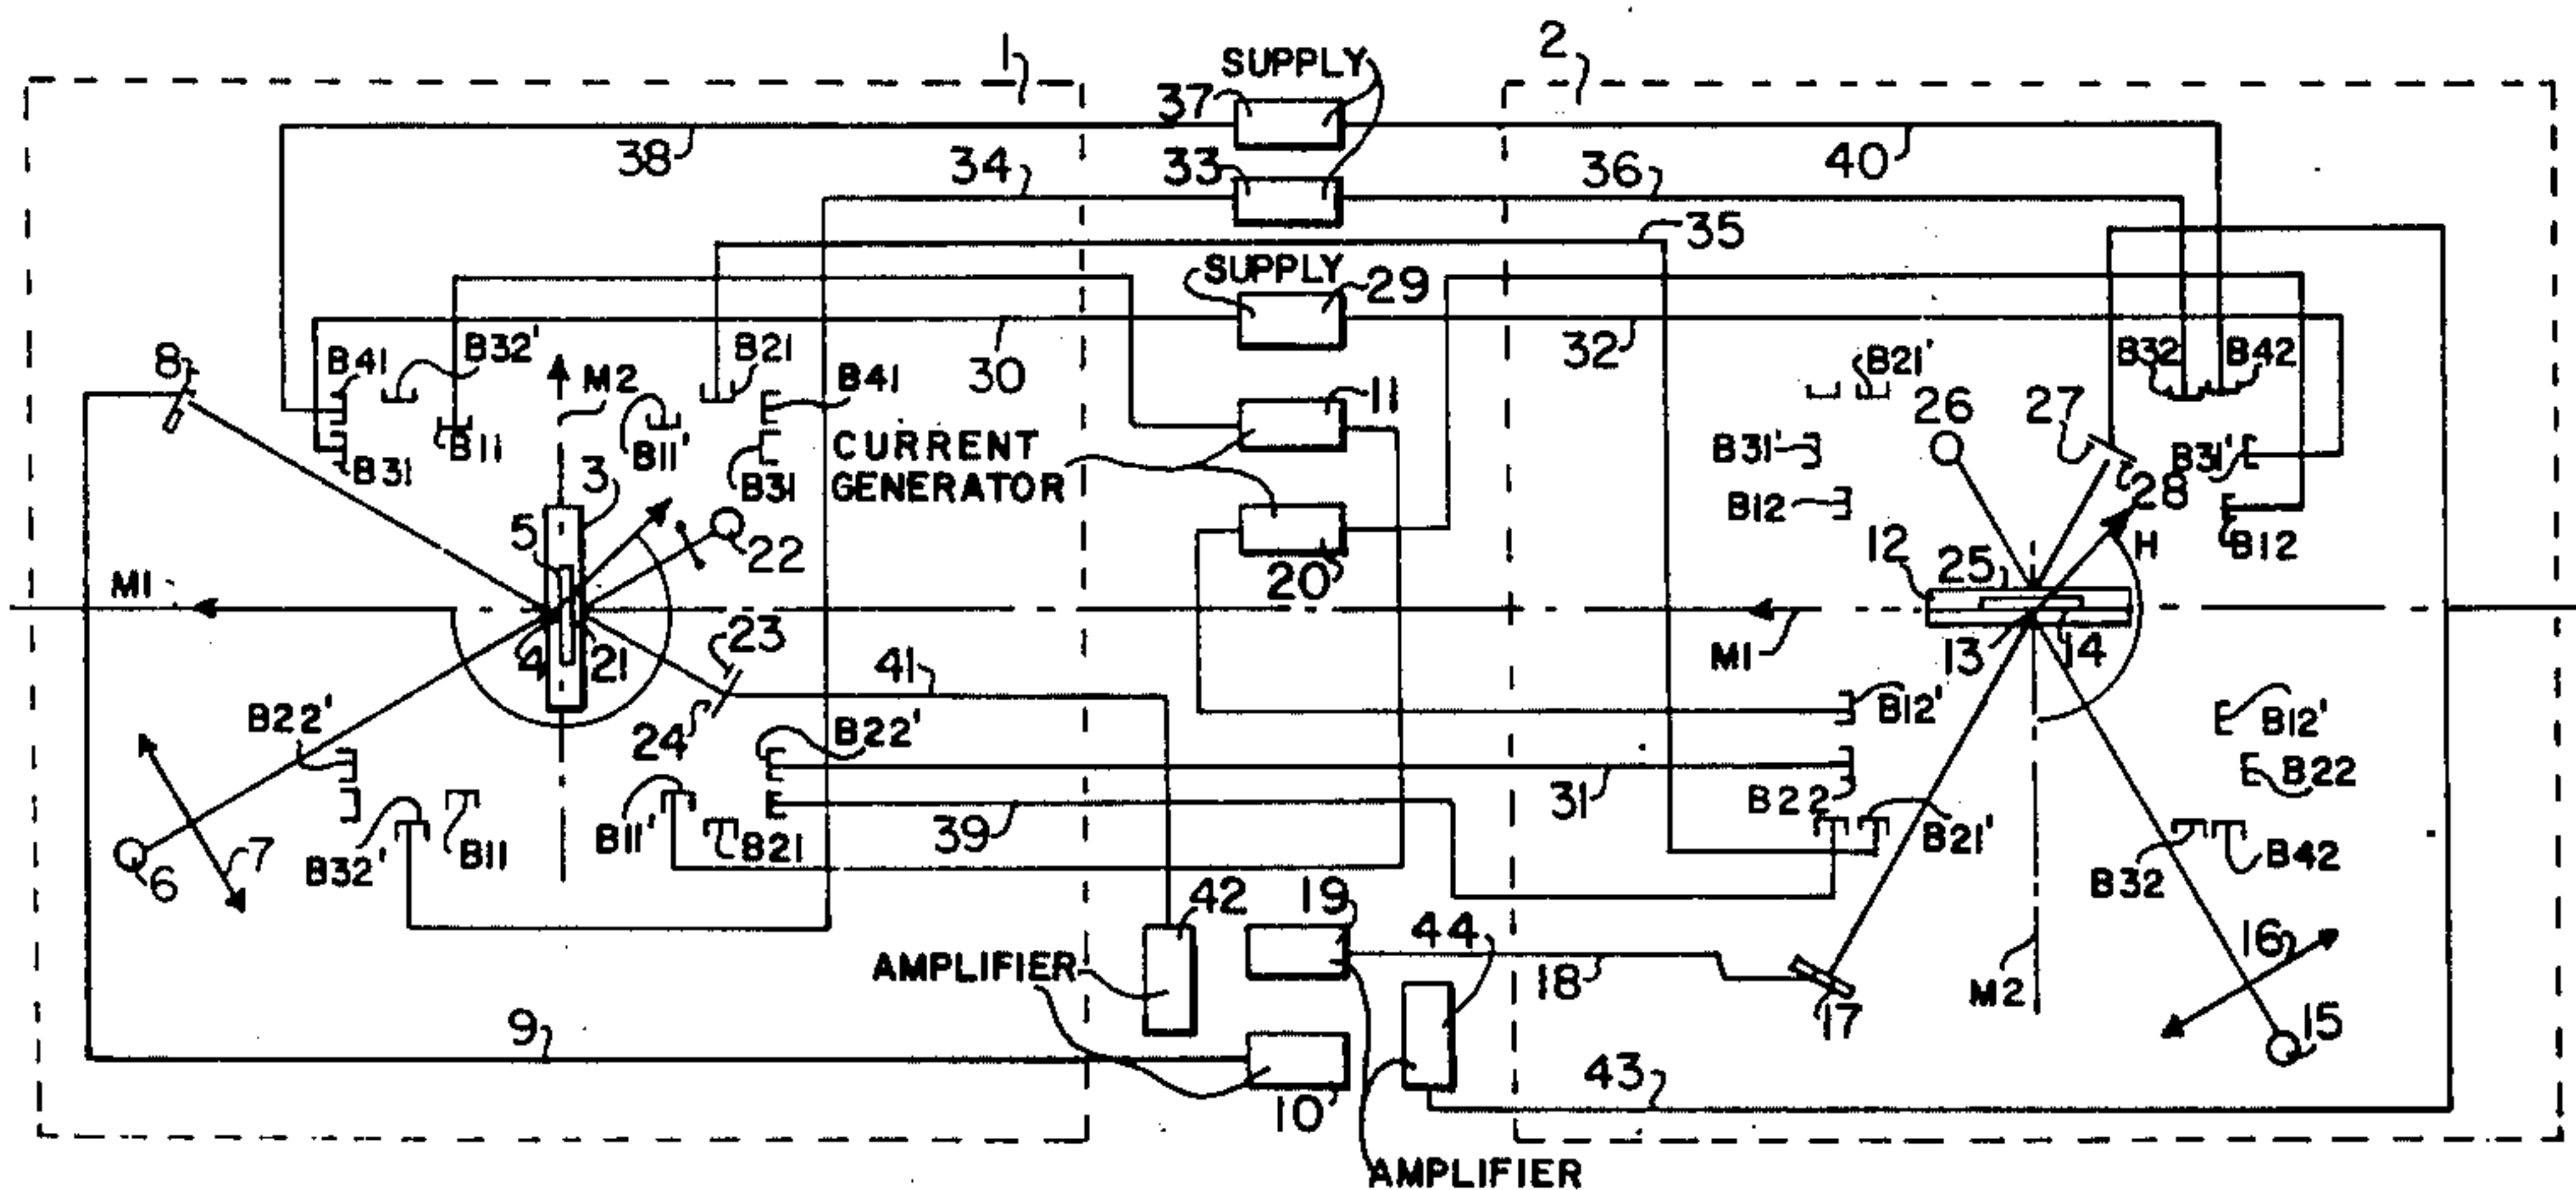 1
SUPPLY
2
37
38
40
34
33
36
35
SUPPLY
29
30
32
8
B41
B32'
B21
M2
B41
B11
B11'
B31
B31
3
11
CURRENT
GENERATOR
20
B32
B42
B21'
26
27
B31'
B31'
28
B12
B12
H
5
22
12
25
M1
M1
4
21
23
13
14
24
41
B22'
B22'
B12'
B12'
31
B22
B22
39
B11'
B21
B11
B32'
B21'
B32
B42
6
7
42
19
44
AMPLIFIER
18
17
M2
16
15
9
10
43
AMPLIFIER